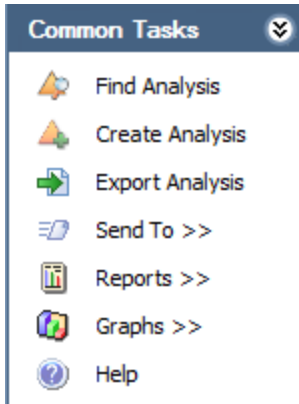 Common Tasks
Find Analysis
Create Analysis
Export Analysis
Send To >>
Reports >>
Graphs >>
Help